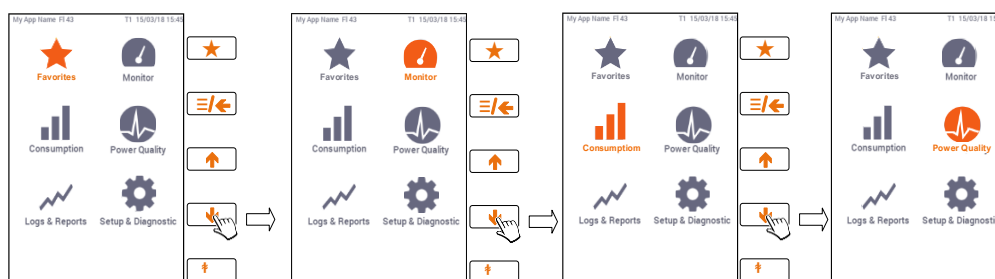 My App Name Fl 43 T1 15/03/18 15:45
Favorites Monitor
Consumption Power Quality
Logs & Reports Setup & Diagnostic
My App Name Fl 43 T1 15/03/18 15:45
Favorites Monitor
Consumption Power Quality
Logs & Reports Setup & Diagnostic
My App Name Fl 43 T1 15/03/18 15:45
Favorites Monitor
Consumptiom Power Quality
Logs & Reports Setup & Diagnostic
My App Name Fl 43 T1 15/03/18 15
Favorites Monitor
Consumption Power Quality
Logs & Reports Setup & Diagnosti